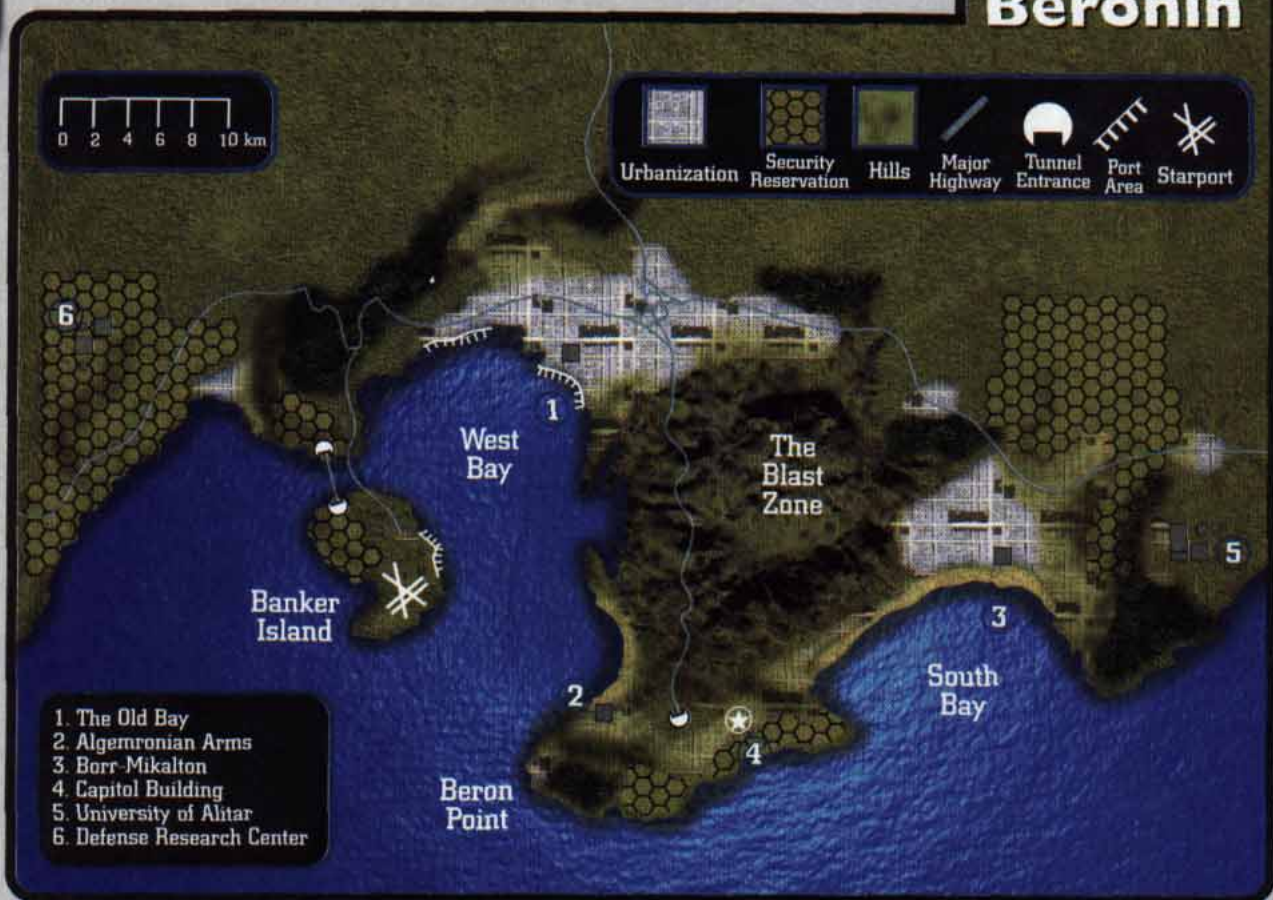 Beronin
0 2 4 6 8 10 km
Urbanization
Security
Reservation
Hills
Major
Highway
Tunnel
Entrance
Port
Area
Starport
6
1
West
Bay
The
Blast
Zone
5
Banker
Island
3
South
Bay
2
4
Beron
Point
1. The Old Bay
2. Algemronian Arms
3. Borr-Mikalton
4. Capitol Building
5. University of Alitar
6. Defense Research Center